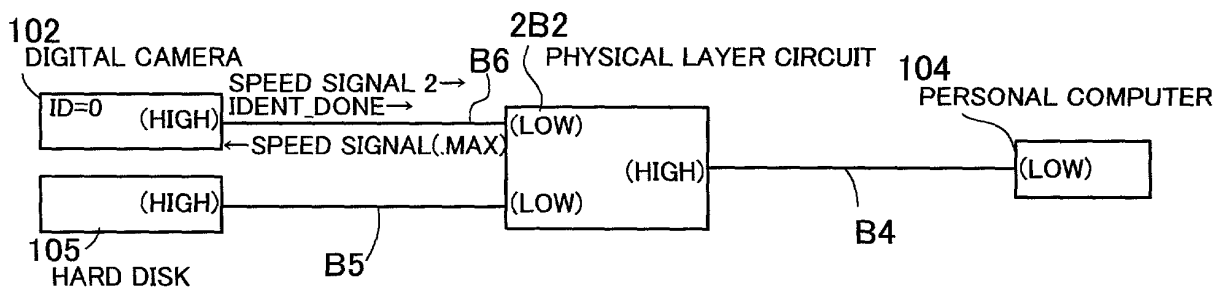 102
DIGITAL CAMERA
ID=0
(HIGH)
SPEED SIGNAL 2→
IDENT_DONE→
←SPEED SIGNAL(.MAX)
B6
2B2
PHYSICAL LAYER CIRCUIT
(LOW)
(HIGH)
(LOW)
104
PERSONAL COMPUTER
(LOW)
B4
(HIGH)
B5
105
HARD DISK